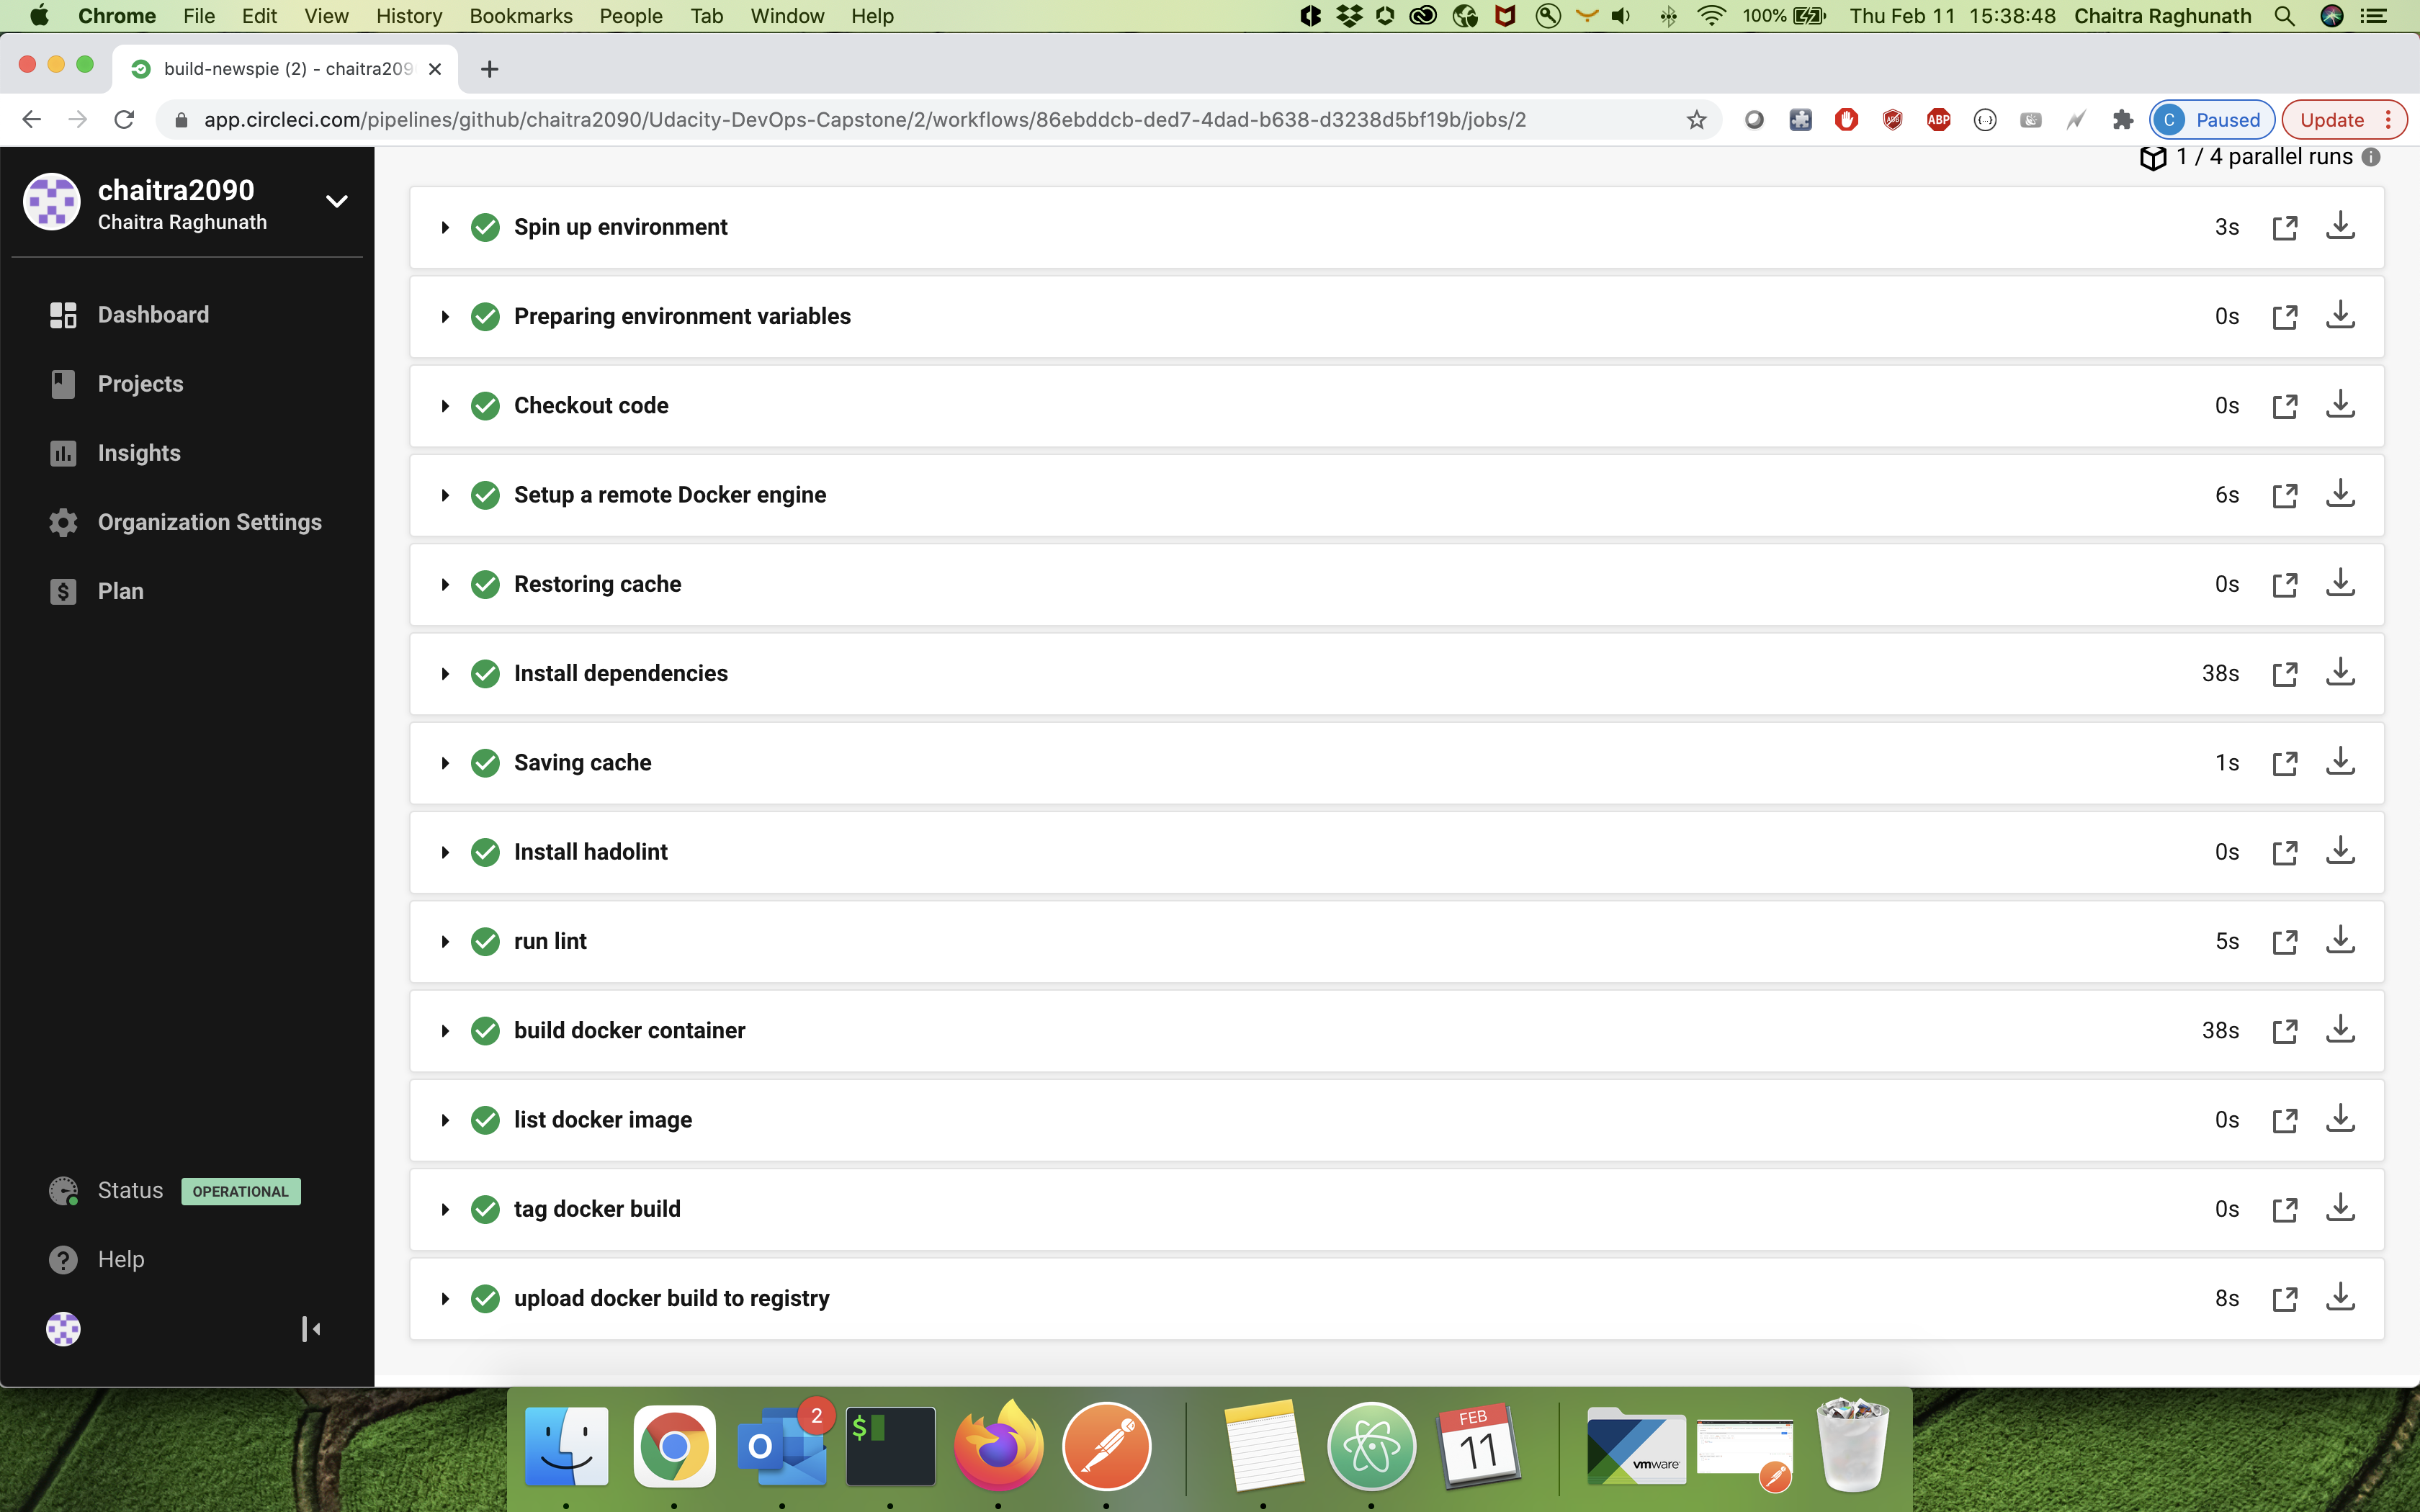 Chrome File Edit View History Bookmarks People Tab Window Help 100% Thu Feb 11 15:38:48 Chaitra Raghunath
build-newspie (2) - chaitra209
app.circleci.com/pipelines/github/chaitra2090/Udacity-DevOps-Capstone/2/workflows/86ebddcb-ded7-4dad-b638-d3238d5bf19b/jobs/2 ABP C Paused Update
chaitra2090
Chaitra Raghunath
Dashboard
Projects
Insights
Organization Settings
Plan
Status OPERATIONAL
Help
1 / 4 parallel runs
Spin up environment 3s
Preparing environment variables 0s
Checkout code 0s
Setup a remote Docker engine 6s
Restoring cache 0s
Install dependencies 38s
Saving cache 1s
Install hadolint 0s
run lint 5s
build docker container 38s
list docker image 0s
tag docker build 0s
upload docker build to registry 8s
2
O
$
FEB
11
vmware